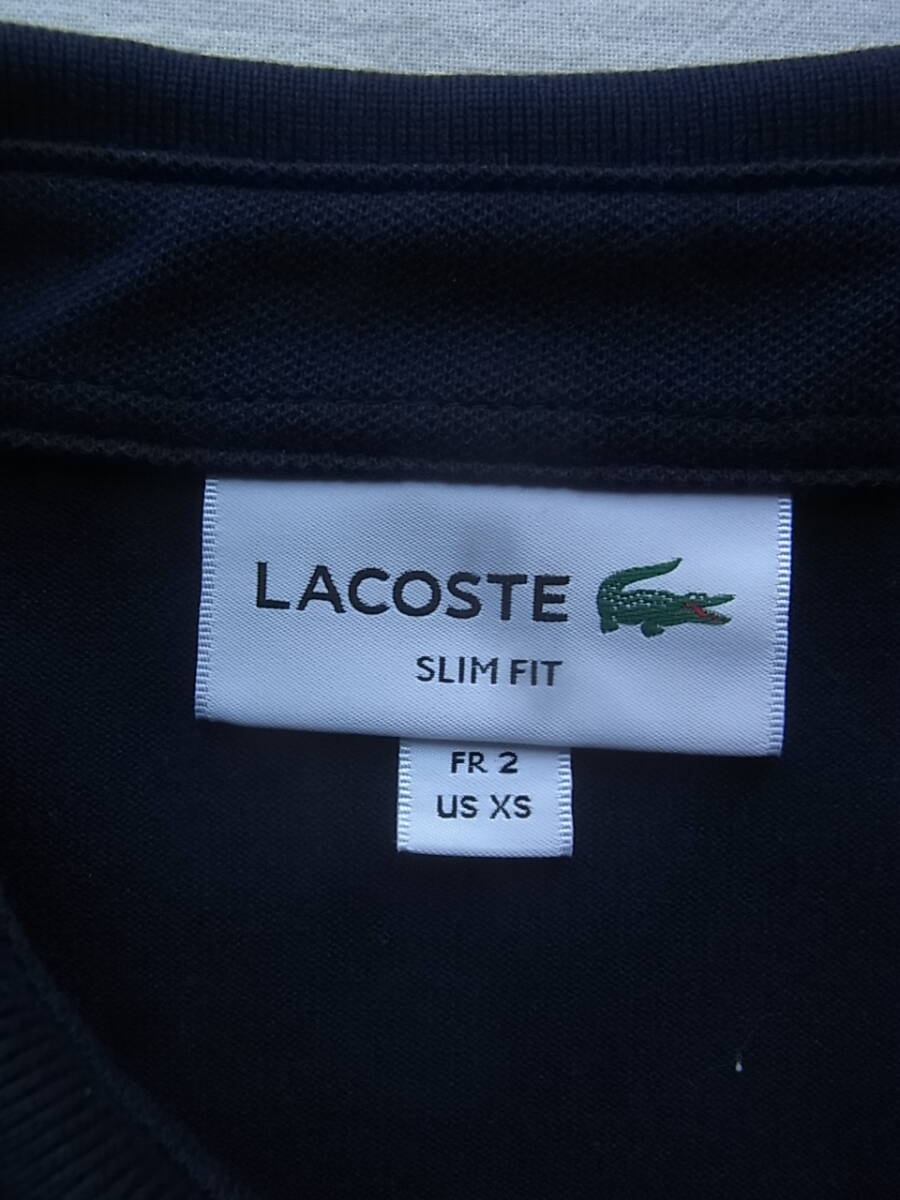 LACOSTE
SLIM FIT
FR 2
US XS